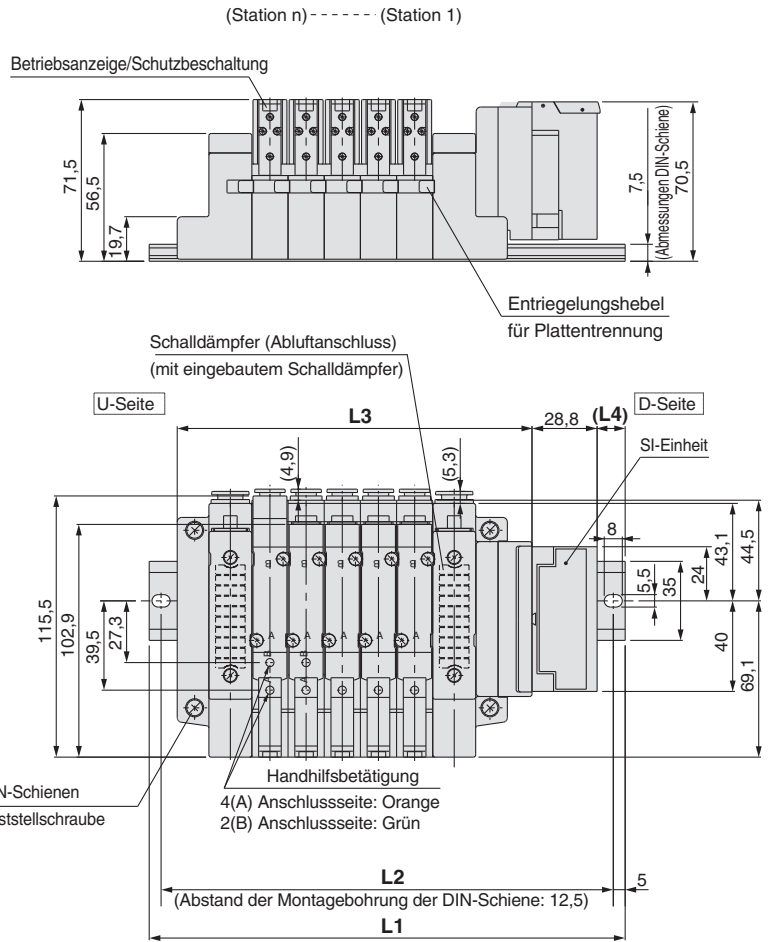 (Station n) ------ (Station 1)
Betriebsanzeige/Schutzbeschaltung
71,5
56,5
19,7
7,5
(Abmessungen DIN-Schiene)
70,5
Entriegelungshebel
für Plattentrennung
Schalldämpfer (Abluftanschluss)
(mit eingebautem Schalldämpfer)
U-Seite
L3
28,8
(L4)
D-Seite
SI-Einheit
(4,9)
(5,3)
115,5
102,9
39,5
27,3
8
5,5
35
24
43,1
44,5
40
69,1
B B B B B
A A A A A
B B
A A
N-Schienen
ststellschraube
Handhilfsbetätigung
4(A) Anschlussseite: Orange
2(B) Anschlussseite: Grün
L2
5
(Abstand der Montagebohrung der DIN-Schiene: 12,5)
L1